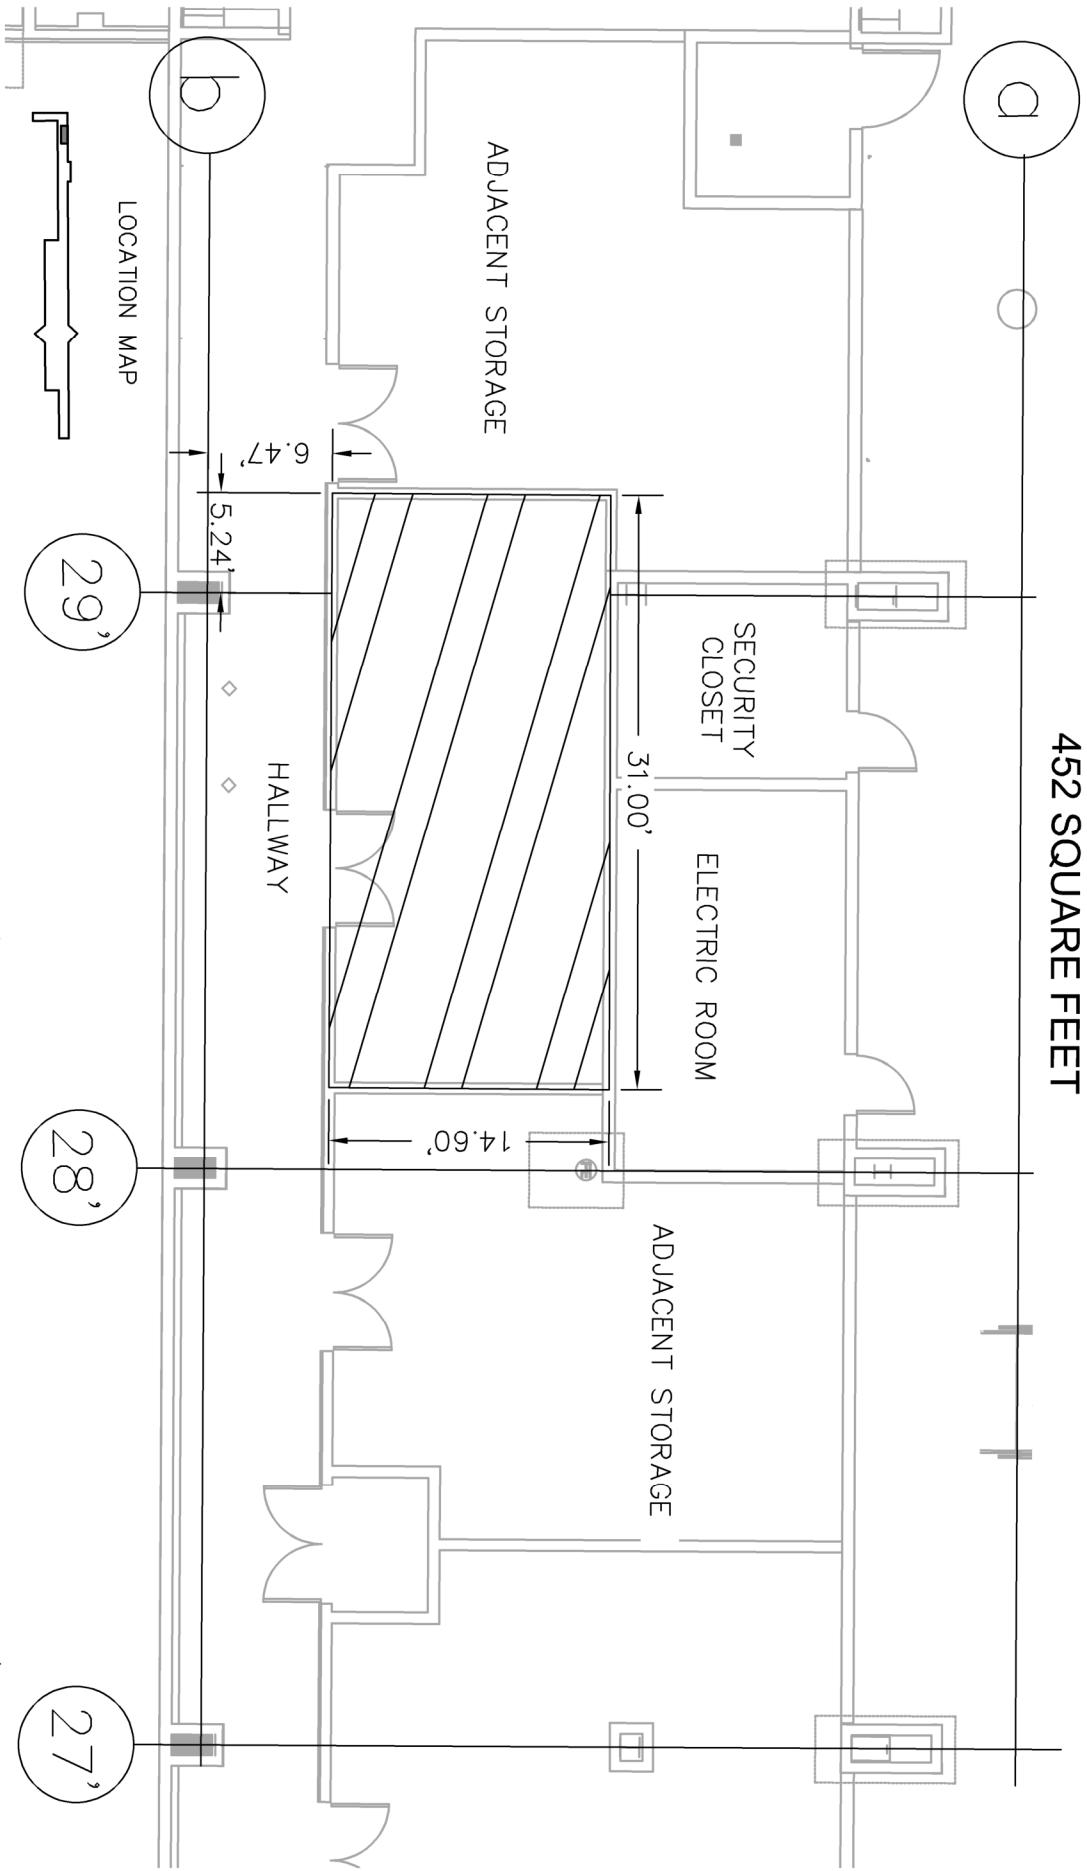 452 SQUARE FEET
a
b
ADJACENT STORAGE
SECURITY
CLOSET
ELECTRIC ROOM
ADJACENT STORAGE
31.00'
14.60'
6.47'
5.24'
HALLWAY
LOCATION MAP
29'
28'
27'